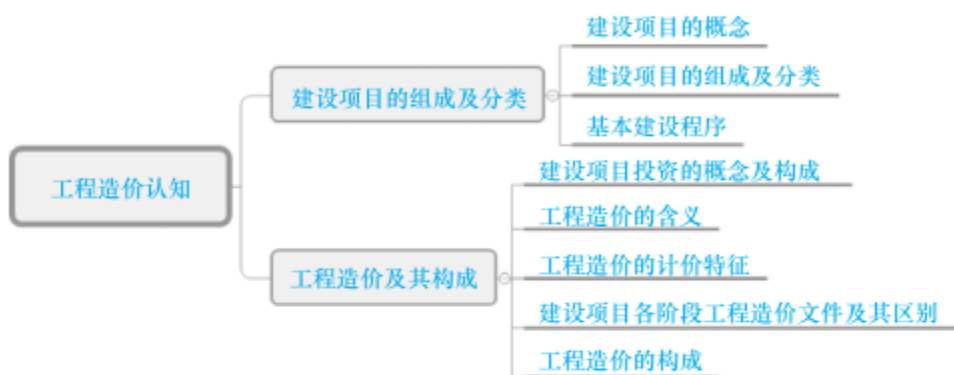 建设项目的概念
建设项目的组成及分类
建设项目的组成及分类
基本建设程序
工程造价认知
建设项目投资的概念及构成
工程造价的含义
工程造价及其构成
工程造价的计价特征
建设项目各阶段工程造价文件及其区别
工程造价的构成